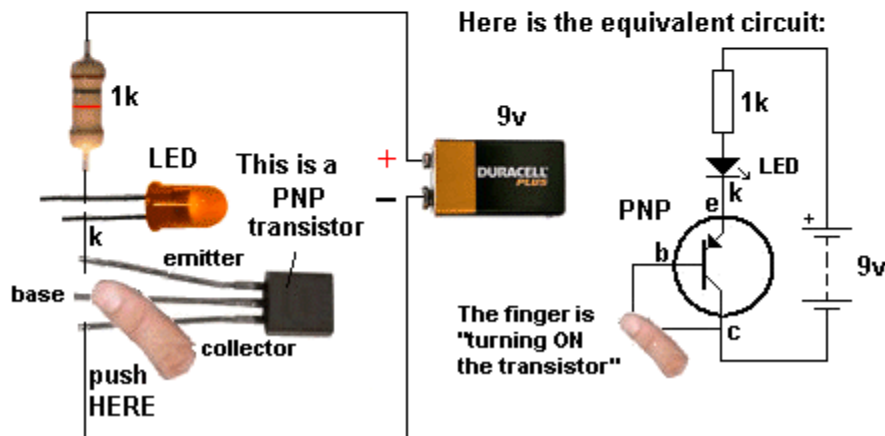 Here is the equivalent circuit:
1k
LED
This is a
PNP
transistor
9v
+
–
DURACELL
PLUS
k
emitter
base
collector
push
HERE
1k
LED
k
e
PNP
b
c
+
9v
The finger is
"turning ON
the transistor"